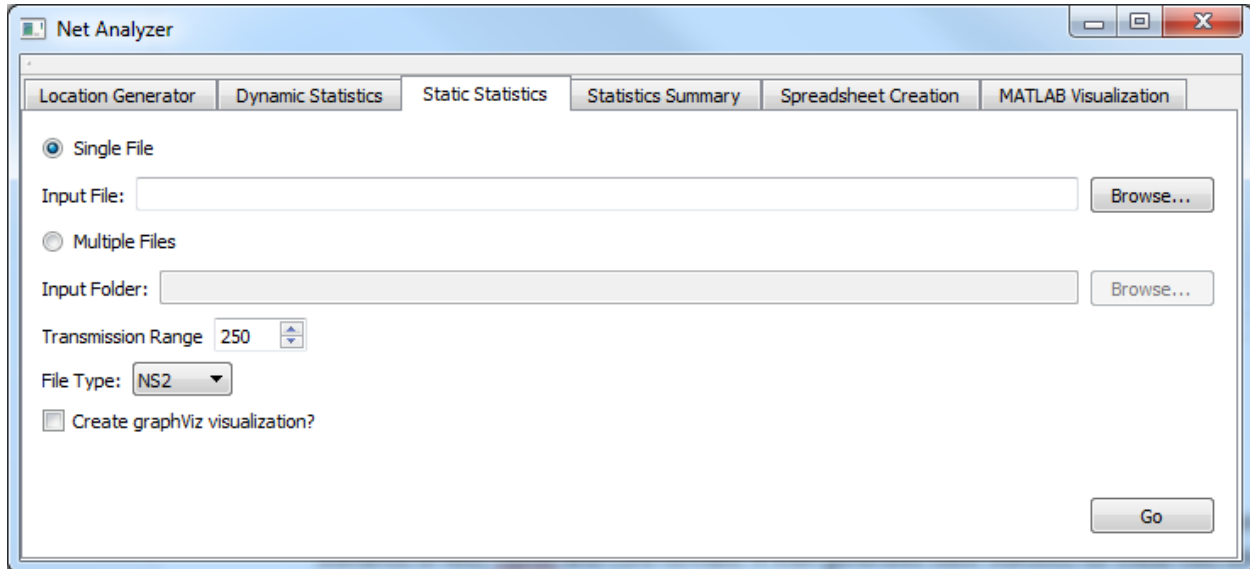 Net Analyzer
Location Generator Dynamic Statistics Static Statistics Statistics Summary Spreadsheet Creation MATLAB Visualization
Single File
Input File: Browse...
Multiple Files
Input Folder: Browse...
Transmission Range 250
File Type: NS2
Create graphViz visualization?
Go